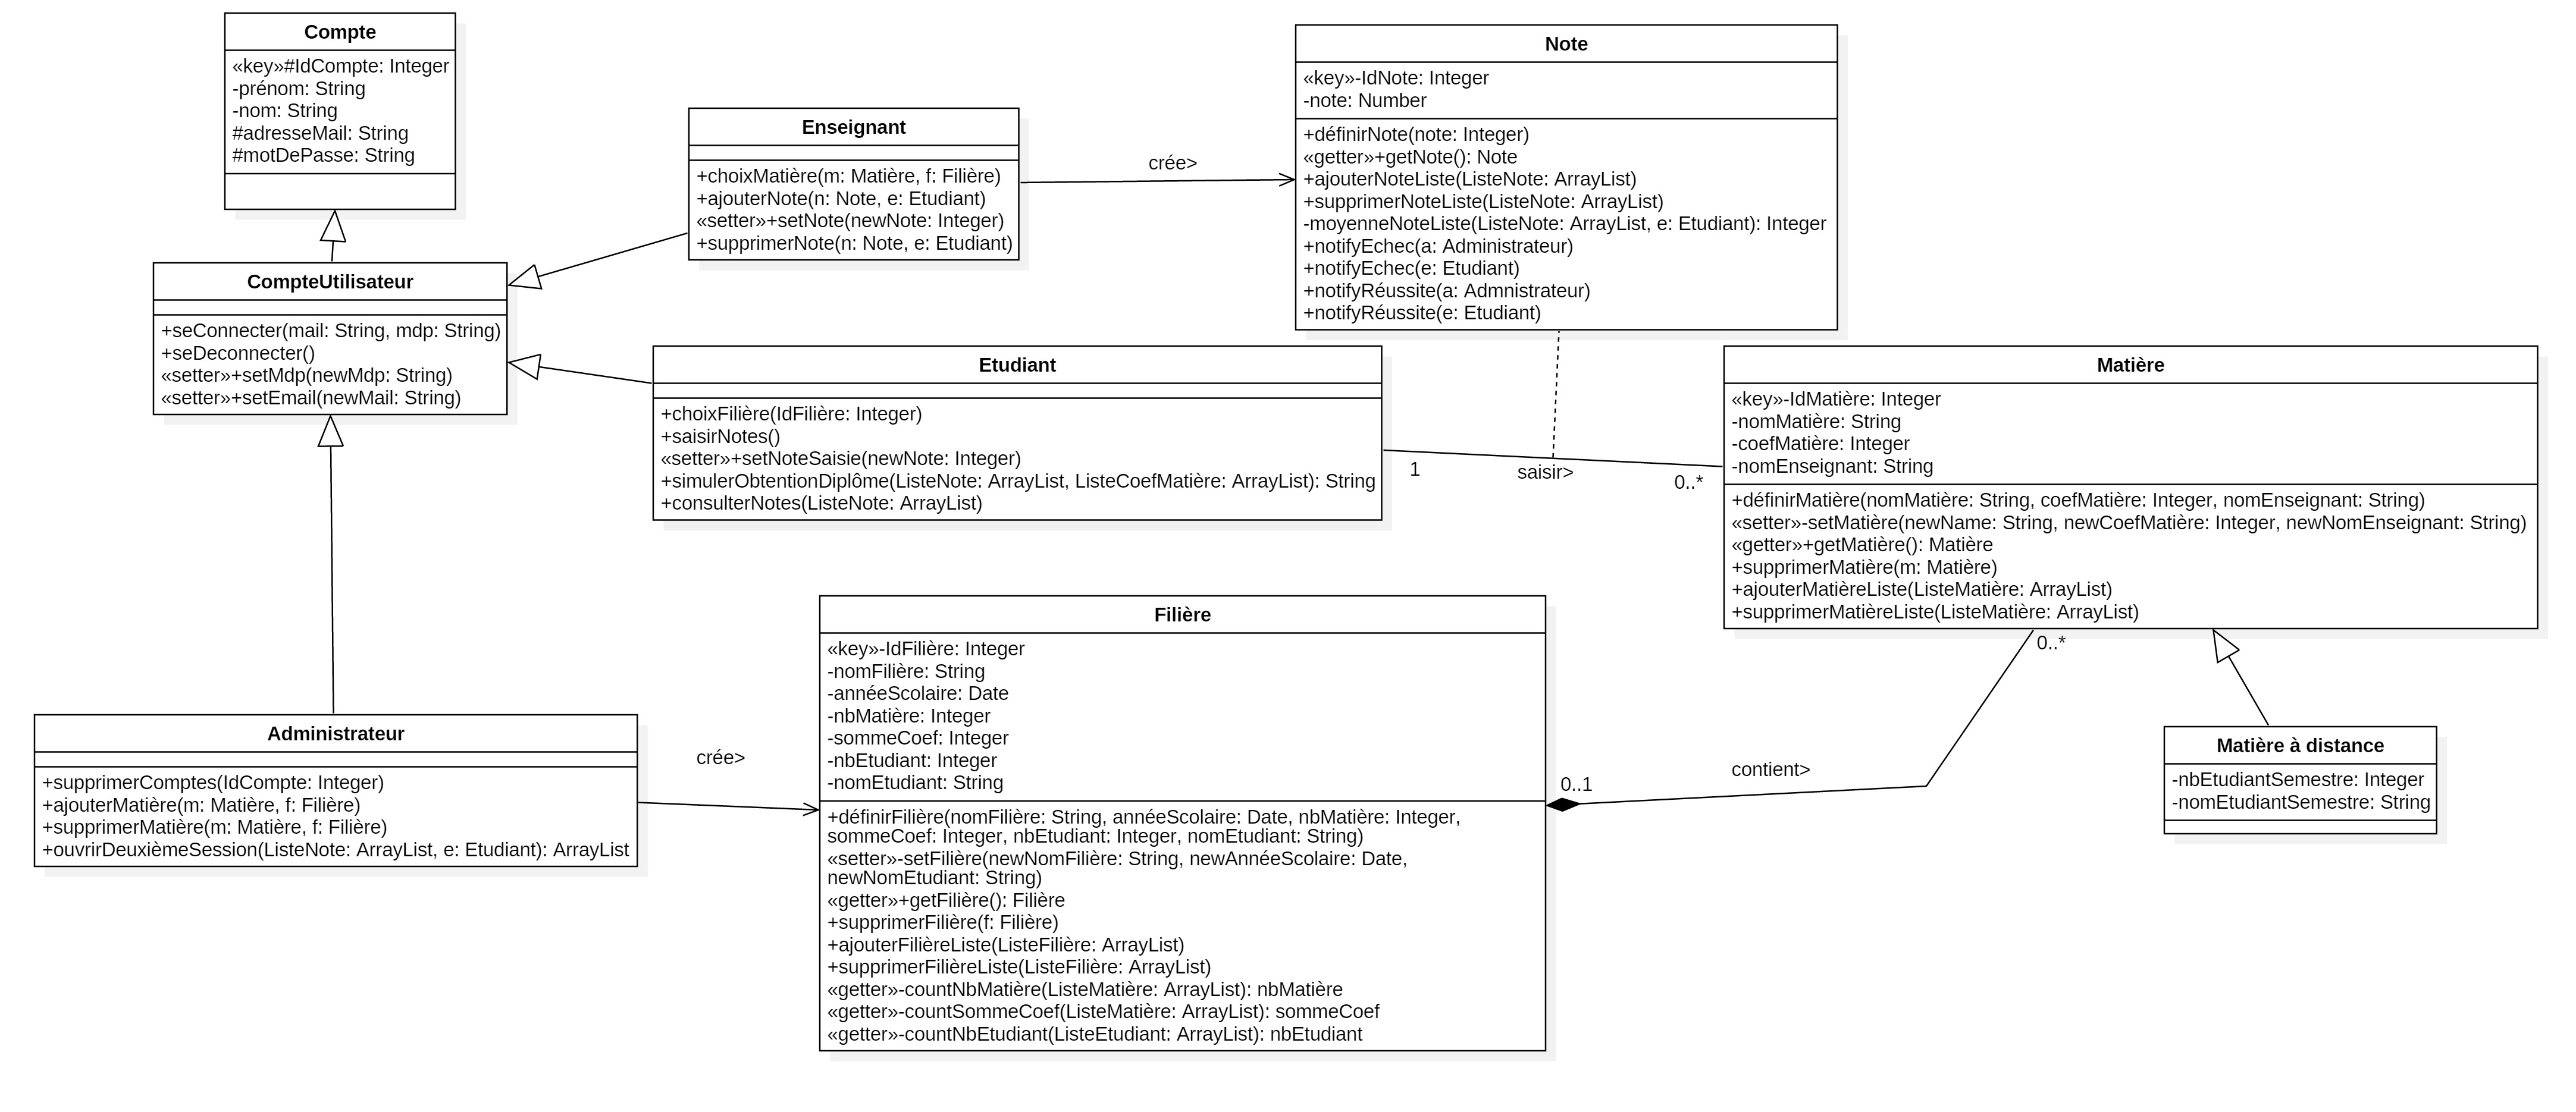 Compte
«key»#IdCompte: Integer
-prénom: String
-nom: String
#adresseMail: String
#motDePasse: String
CompteUtilisateur
+seConnecter(mail: String, mdp: String)
+seDeconnecter()
«setter»+setMdp(newMdp: String)
«setter»+setEmail(newMail: String)
Enseignant
+choixMatière(m: Matière, f: Filière)
+ajouterNote(n: Note, e: Etudiant)
«setter»+setNote(newNote: Integer)
+supprimerNote(n: Note, e: Etudiant)
crée>
Note
«key»-IdNote: Integer
-note: Number
+définirNote(note: Integer)
«getter»+getNote(): Note
+ajouterNoteListe(ListeNote: ArrayList)
+supprimerNoteListe(ListeNote: ArrayList)
-moyenneNoteListe(ListeNote: ArrayList, e: Etudiant): Integer
+notifyEchec(a: Administrateur)
+notifyEchec(e: Etudiant)
+notifyRéussite(a: Admnistrateur)
+notifyRéussite(e: Etudiant)
Etudiant
+choixFilière(IdFilière: Integer)
+saisirNotes()
«setter»+setNoteSaisie(newNote: Integer)
+simulerObtentionDiplôme(ListeNote: ArrayList, ListeCoefMatière: ArrayList): String
+consulterNotes(ListeNote: ArrayList)
1
saisir>
0..*
Matière
«key»-IdMatière: Integer
-nomMatière: String
-coefMatière: Integer
-nomEnseignant: String
+définirMatière(nomMatière: String, coefMatière: Integer, nomEnseignant: String)
«setter»-setMatière(newName: String, newCoefMatière: Integer, newNomEnseignant: String)
«getter»+getMatière(): Matière
+supprimerMatière(m: Matière)
+ajouterMatièreListe(ListeMatière: ArrayList)
+supprimerMatièreListe(ListeMatière: ArrayList)
0..*
Administrateur
+supprimerComptes(IdCompte: Integer)
+ajouterMatière(m: Matière, f: Filière)
+supprimerMatière(m: Matière, f: Filière)
+ouvrirDeuxièmeSession(ListeNote: ArrayList, e: Etudiant): ArrayList
crée>
Filière
«key»-IdFilière: Integer
-nomFilière: String
-annéeScolaire: Date
-nbMatière: Integer
-sommeCoef: Integer
-nbEtudiant: Integer
-nomEtudiant: String
+définirFilière(nomFilière: String, annéeScolaire: Date, nbMatière: Integer,
sommeCoef: Integer, nbEtudiant: Integer, nomEtudiant: String)
«setter»-setFilière(newNomFilière: String, newAnnéeScolaire: Date,
newNomEtudiant: String)
«getter»+getFilière(): Filière
+supprimerFilière(f: Filière)
+ajouterFilièreListe(ListeFilière: ArrayList)
+supprimerFilièreListe(ListeFilière: ArrayList)
«getter»-countNbMatière(ListeMatière: ArrayList): nbMatière
«getter»-countSommeCoef(ListeMatière: ArrayList): sommeCoef
«getter»-countNbEtudiant(ListeEtudiant: ArrayList): nbEtudiant
0..1
contient>
Matière à distance
-nbEtudiantSemestre: Integer
-nomEtudiantSemestre: String